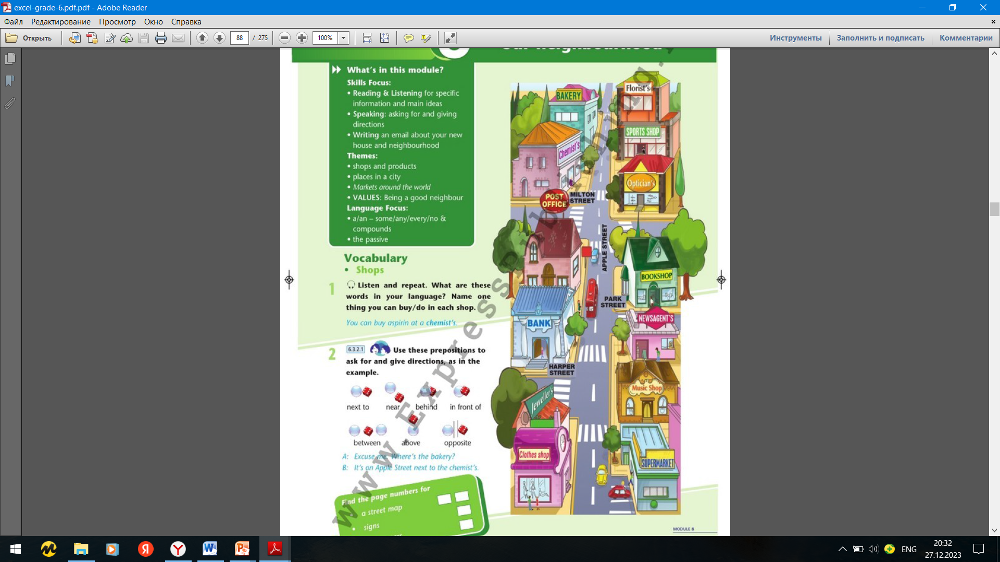 excel-grade-6.pdf.pdf - Adobe Reader
Файл Редактирование Просмотр Окно Справка
Открыть 88 / 275 100% Инструменты Заполнить и подписать Комментарии
What's in this module?
Skills Focus:
• Reading & Listening for specific
information and main ideas
• Speaking: asking for and giving
directions
• Writing an email about your new
house and neighbourhood
Themes:
• shops and products
• places in a city
• Markets around the world
• VALUES: Being a good neighbour
Language Focus:
• a/an – some/any/every/no &
compounds
• the passive
Vocabulary
• Shops
1 Listen and repeat. What are these
words in your language? Name one
thing you can buy/do in each shop.
You can buy aspirin at a chemist's.
2 6.3.2.1 Use these prepositions to
ask for and give directions, as in the
example.
next to near behind in front of
between above opposite
A: Excuse me. Where's the bakery?
B: It's on Apple Street next to the chemist's.
Find the page numbers for
• a street map
• signs
Florist's
BAKERY
SPORTS SHOP
Chemist's
Optician's
POST
OFFICE
MILTON
STREET
APPLE STREET
BOOKSHOP
PARK
STREET
NEWSAGENT'S
BANK
HARPER
STREET
Music Shop
Jeweller's
Clothes shop
SUPERMARKET
MODULE 8
ENG
20:32
27.12.2023